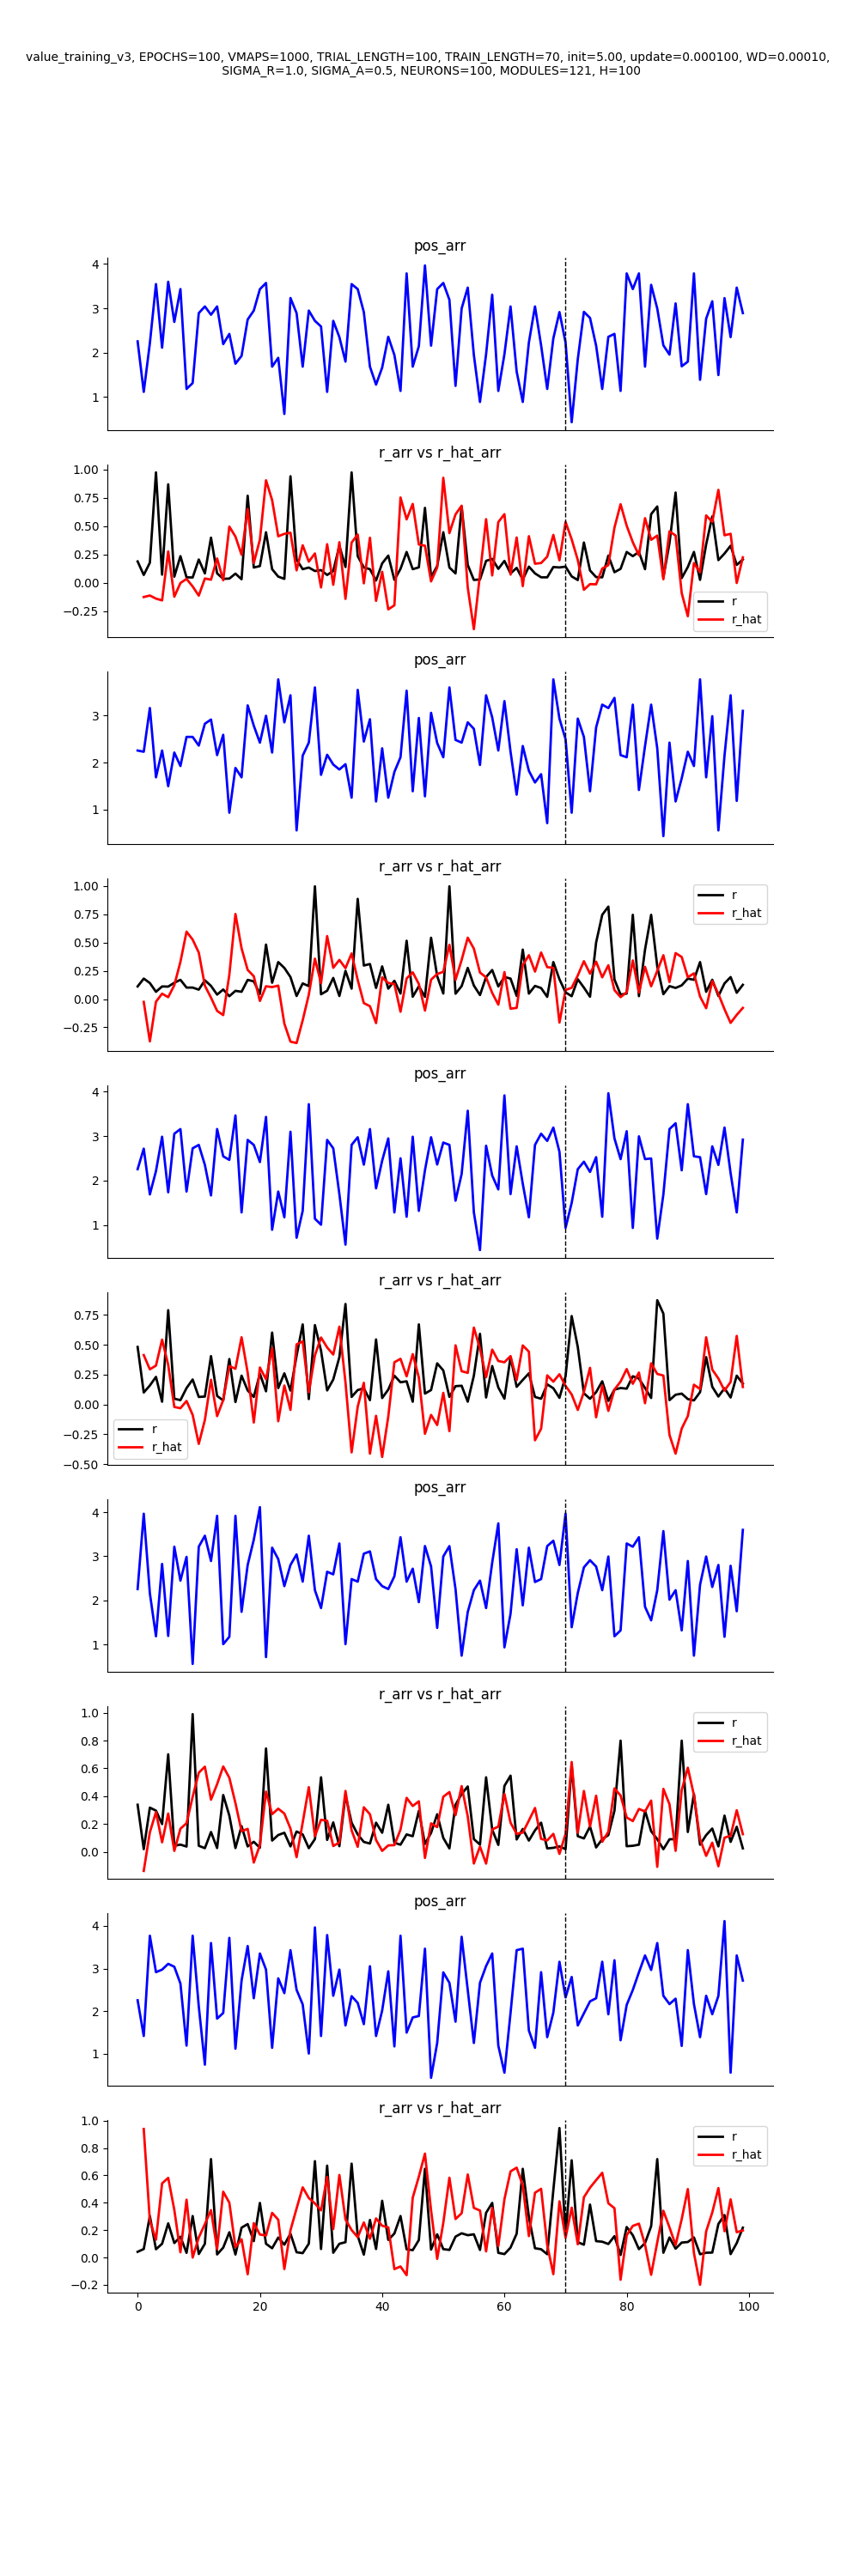 value_training_v3, EPOCHS=100, VMAPS=1000, TRIAL_LENGTH=100, TRAIN_LENGTH=70, init=5.00, update=0.000100, WD=0.00010,
SIGMA_R=1.0, SIGMA_A=0.5, NEURONS=100, MODULES=121, H=100
pos_arr
4
3
2
1
r_arr vs r_hat_arr
1.00
0.75
0.50
0.25
0.00
−0.25
r
r_hat
pos_arr
3
2
1
r_arr vs r_hat_arr
1.00
0.75
0.50
0.25
0.00
−0.25
r
r_hat
pos_arr
4
3
2
1
r_arr vs r_hat_arr
0.75
0.50
0.25
0.00
−0.25
−0.50
r
r_hat
pos_arr
4
3
2
1
r_arr vs r_hat_arr
1.0
0.8
0.6
0.4
0.2
0.0
r
r_hat
pos_arr
4
3
2
1
r_arr vs r_hat_arr
1.0
0.8
0.6
0.4
0.2
0.0
−0.2
r
r_hat
0 20 40 60 80 100